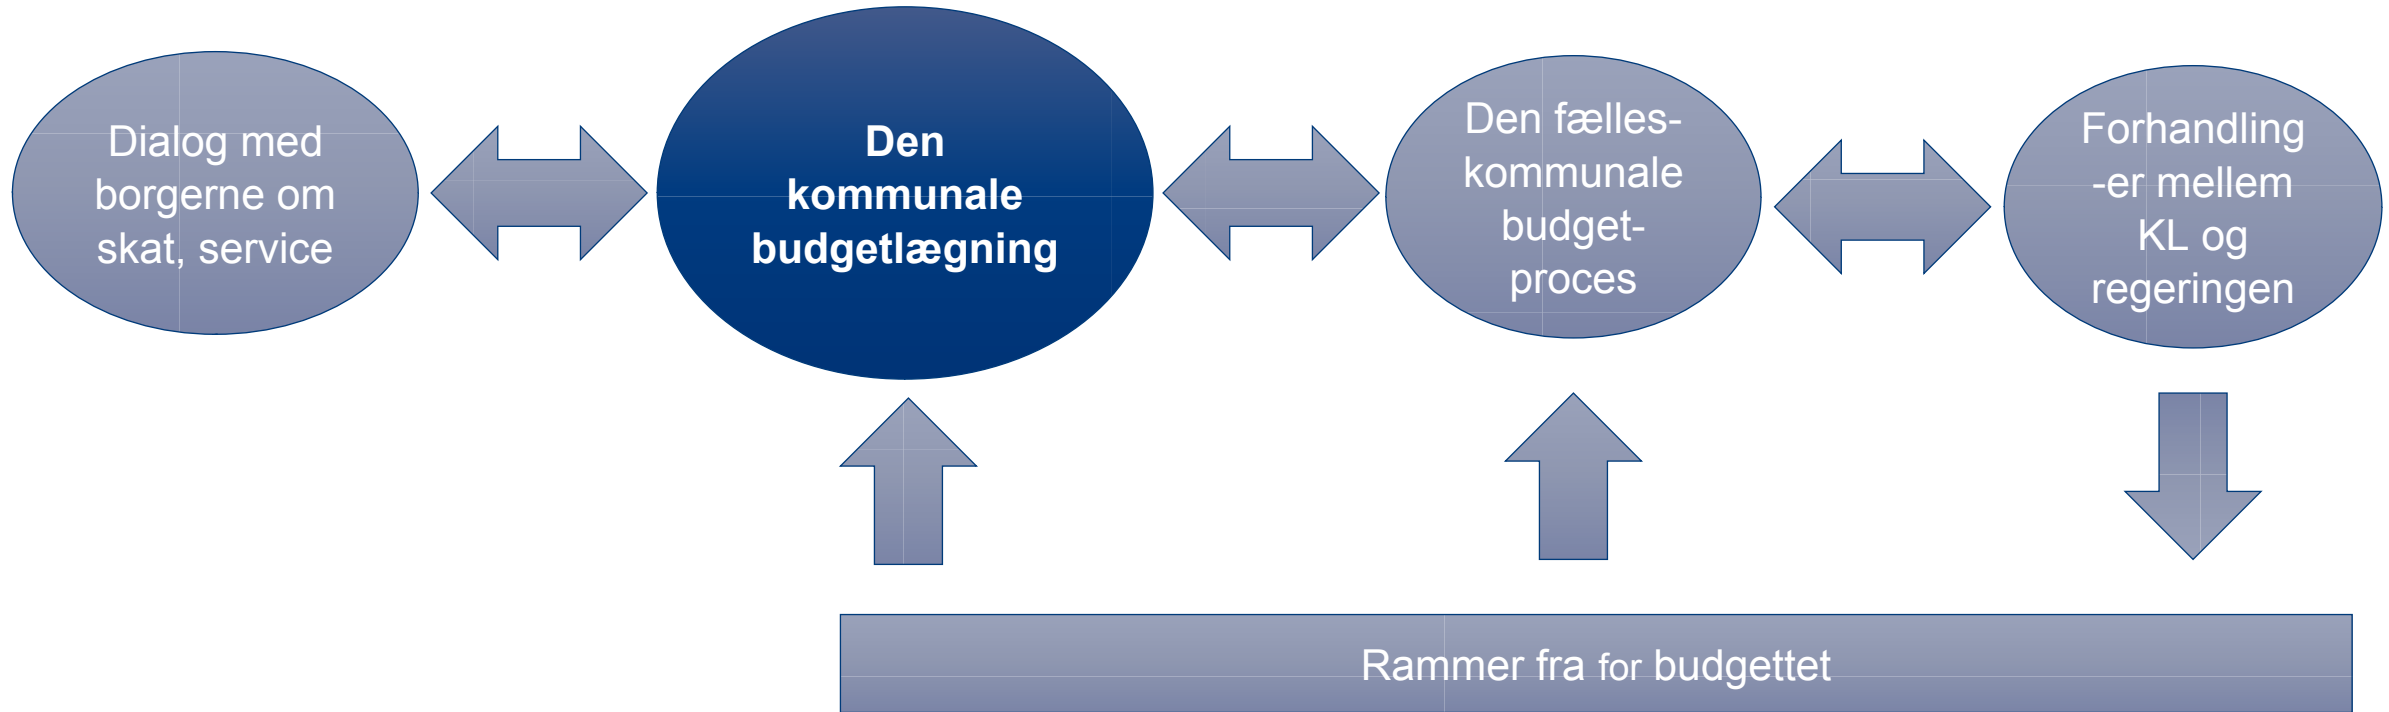 Dialog med
borgerne om
skat, service
Den
kommunale
budgetlægning
Den fælles-
kommunale
budget-
proces
Forhandling
-er mellem
KL og
regeringen
Rammer fra for budgettet